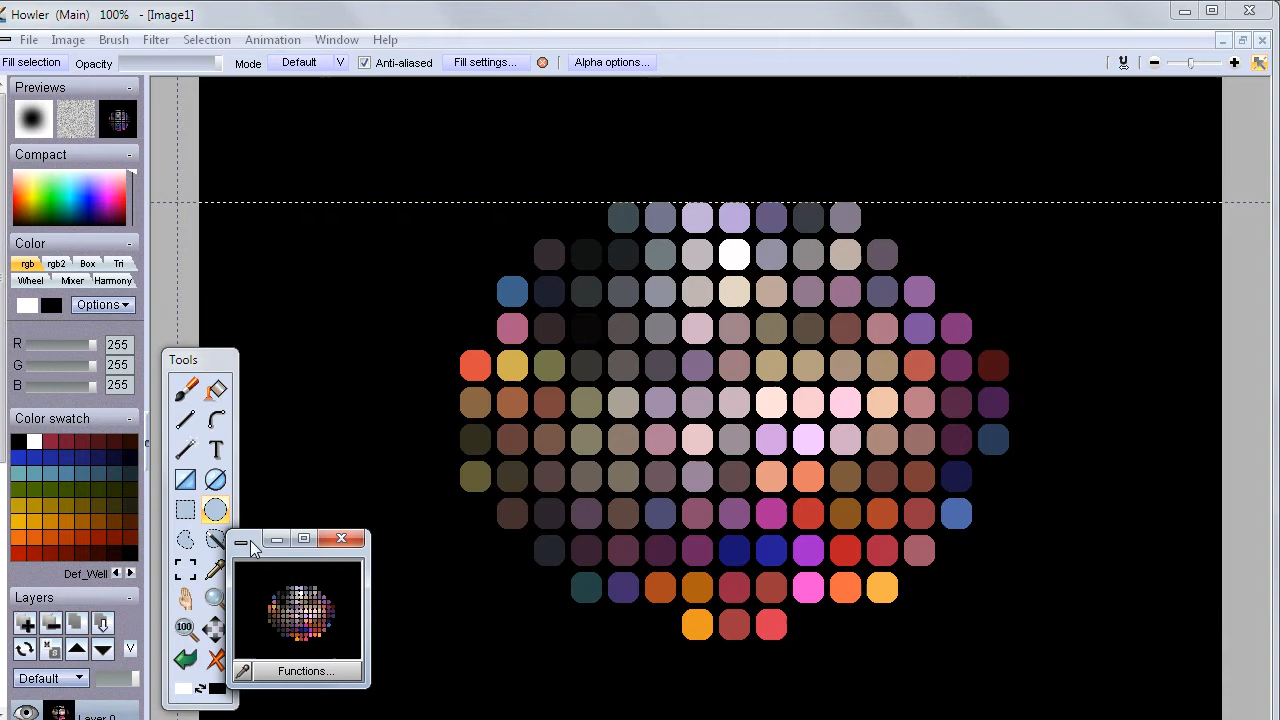 Howler (Main) 100% - [Image1]
File Image Brush Filter Selection Animation Window Help
Fill selection Opacity Mode Default V Anti-aliased Fill settings... Alpha options...
Previews -
Compact -
Color -
rgb rgb2 Box Tri
Wheel Mixer Harmony
Options
R 255
G 255
B 255
Color swatch -
Def_Well
Layers -
V
Default
Layer 0
Tools
T
100
Functions...